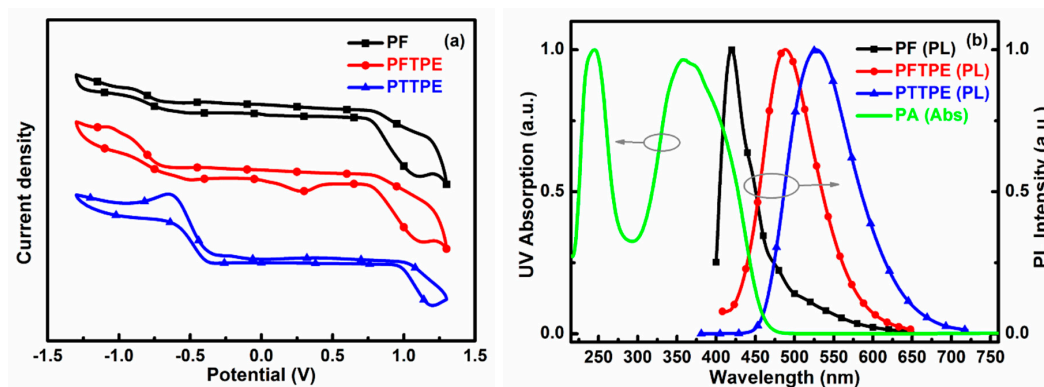 (a)
PF
PFTPE
PTTPE
Current density
-1.5 -1.0 -0.5 0.0 0.5 1.0 1.5
Potential (V)
(b)
PF (PL)
PFTPE (PL)
PTTPE (PL)
PA (Abs)
UV Absorption (a.u.)
1.0
0.5
0.0
PL Intensity (a.u.)
1.0
0.5
0.0
250 300 350 400 450 500 550 600 650 700 750
Wavelength (nm)